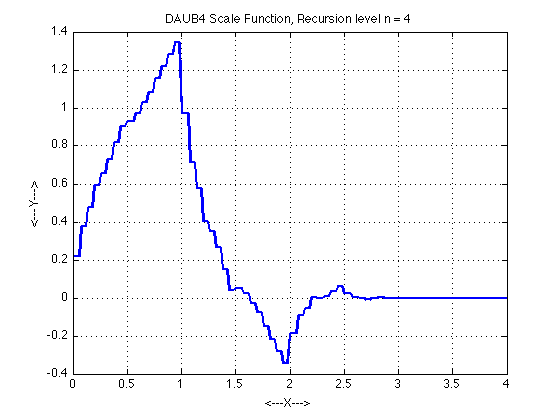 DAUB4 Scale Function, Recursion level n = 4
1.4
1.2
1
0.8
0.6
0.4
0.2
0
-0.2
-0.4
<---Y--->
0 0.5 1 1.5 2 2.5 3 3.5 4
<---X--->